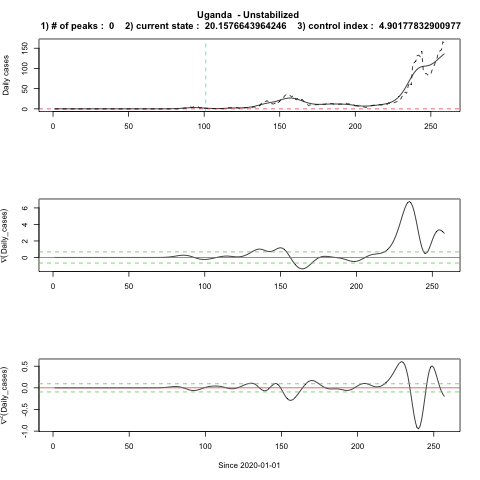 Uganda - Unstabilized
1) # of peaks : 0 2) current state : 20.1576643964246 3) control index : 4.90177832900977
Daily cases
150
100
50
0
0 50 100 150 200 250
∇(Daily_cases)
6
4
2
0
0 50 100 150 200 250
∇²(Daily_cases)
0.5
0.0
-0.5
-1.0
0 50 100 150 200 250
Since 2020-01-01